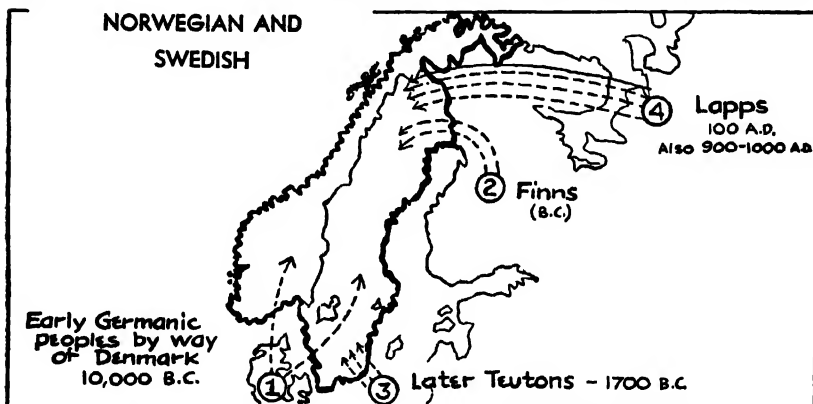 NORWEGIAN AND
SWEDISH
4 Lapps
100 A.D.
Also 900-1000 A.D.
2 Finns
(B.C.)
Early Germanic
peoples by way
of Denmark
10,000 B.C.
1
3 Later Teutons - 1700 B.C.